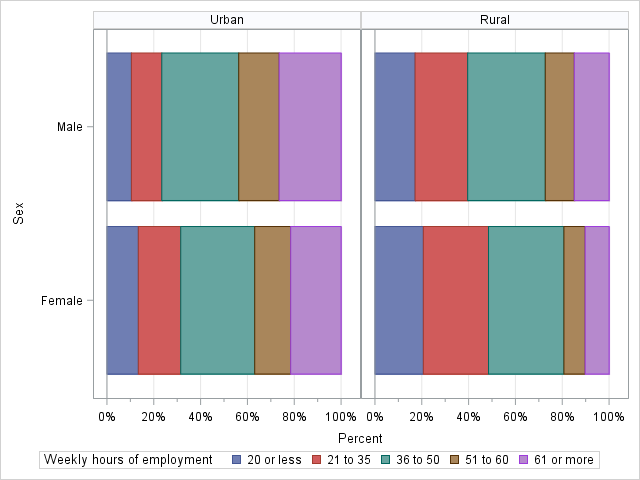 Urban Rural
Sex
Male
Female
0% 20% 40% 60% 80% 100% 0% 20% 40% 60% 80% 100%
Percent
Weekly hours of employment 20 or less 21 to 35 36 to 50 51 to 60 61 or more